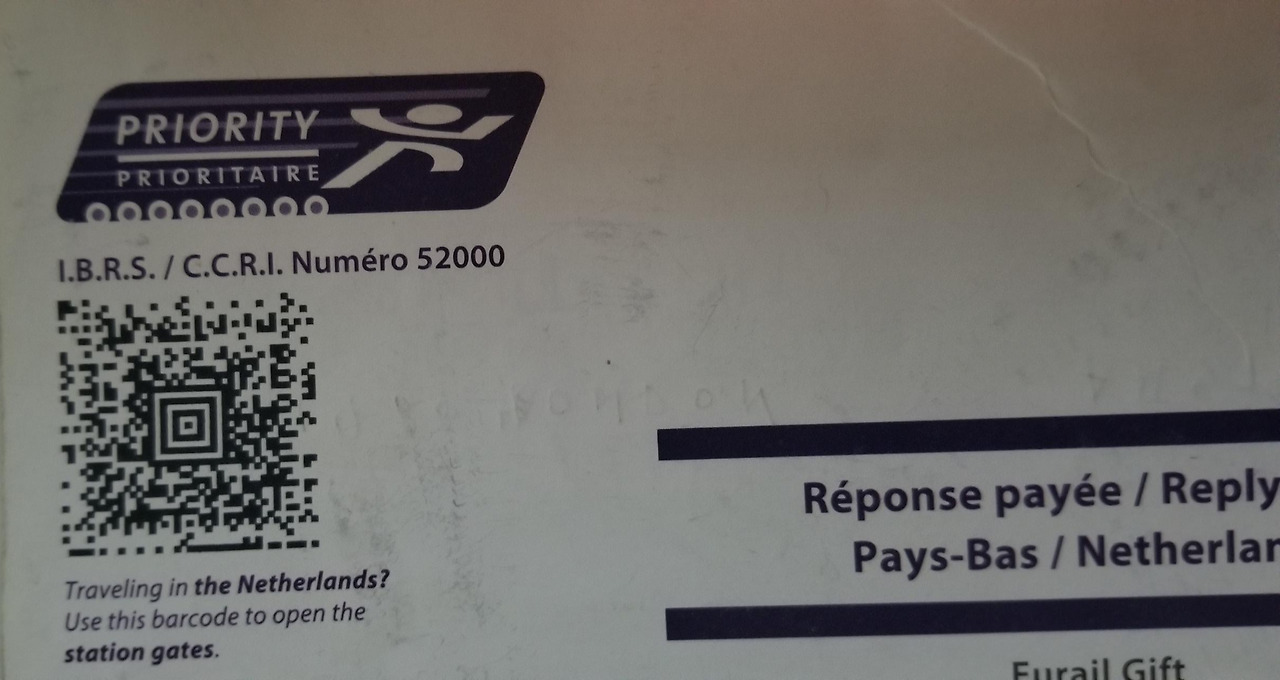 PRIORITY
PRIORITAIRE
I.B.R.S. / C.C.R.I. Numéro 52000
Traveling in the Netherlands?
Use this barcode to open the
station gates.
Réponse payée / Reply
Pays-Bas / Netherlan
Eurail Gift